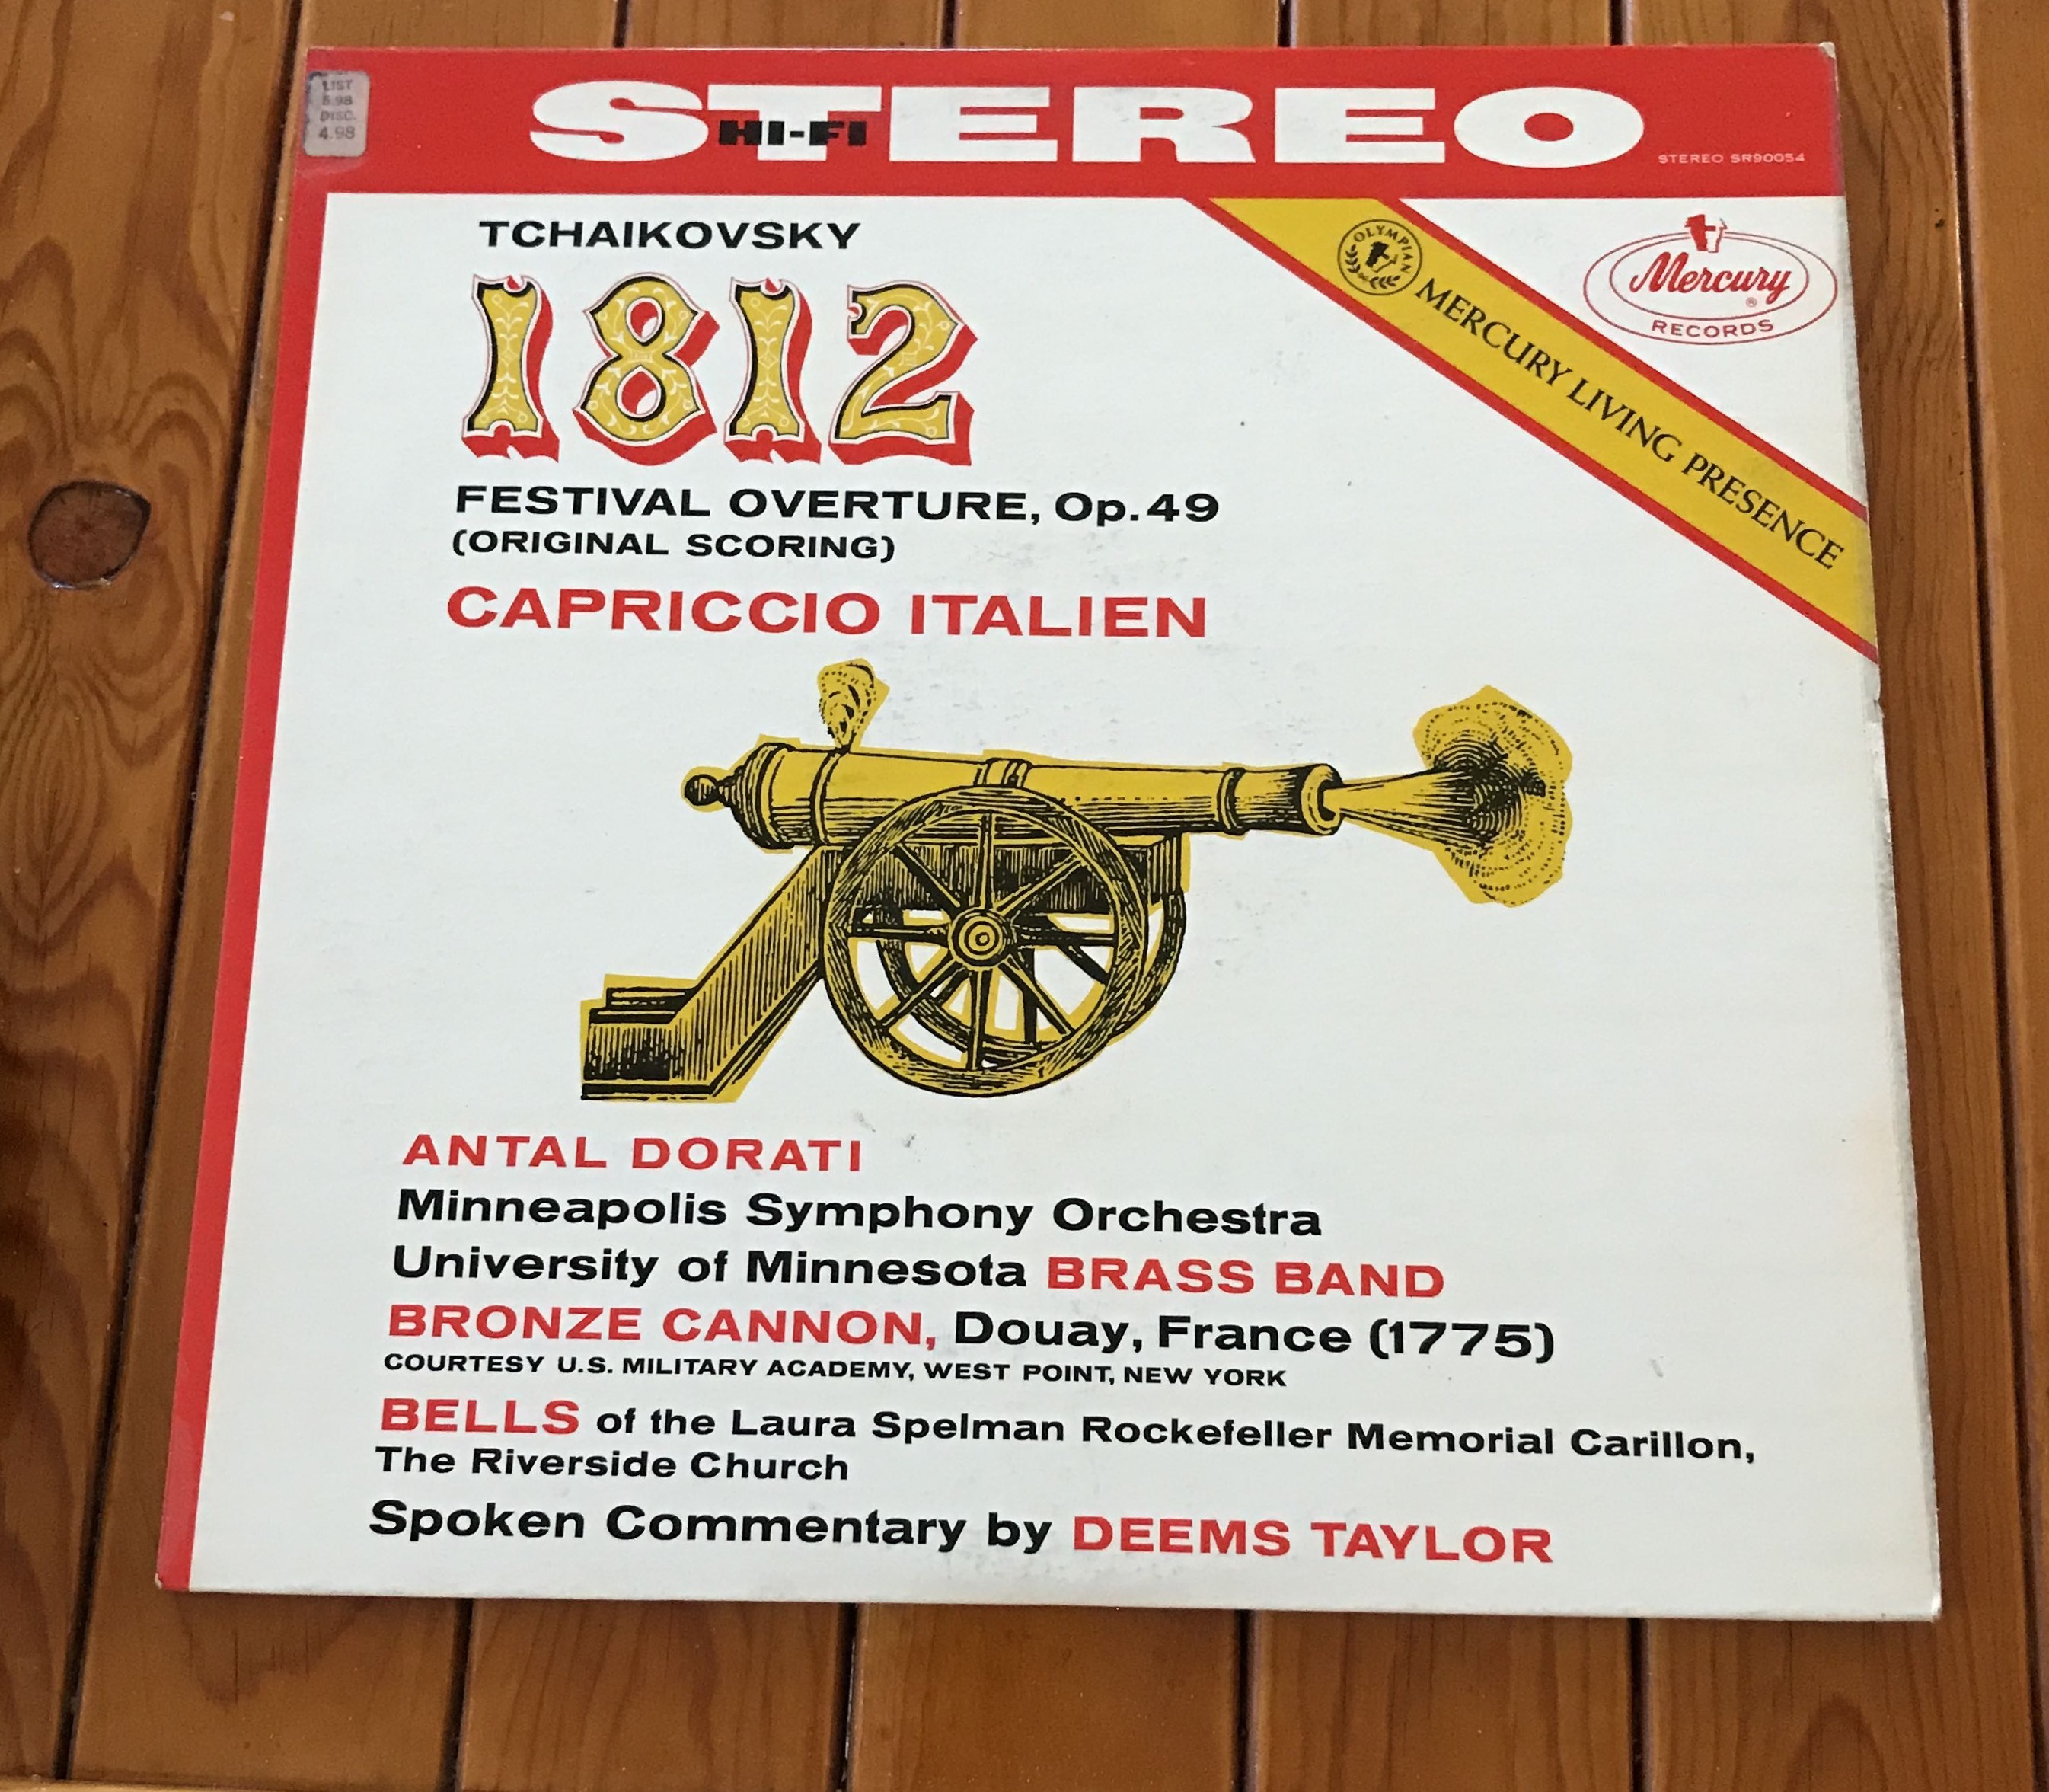 LIST
5.98
DISC.
4.98
STEREO
HI-FI
STEREO SR90054
TCHAIKOVSKY
1812
FESTIVAL OVERTURE, Op. 49
(ORIGINAL SCORING)
CAPRICCIO ITALIEN
OLYMPIAN
MERCURY LIVING PRESENCE
Mercury®
RECORDS
ANTAL DORATI
Minneapolis Symphony Orchestra
University of Minnesota BRASS BAND
BRONZE CANNON, Douay, France (1775)
COURTESY U.S. MILITARY ACADEMY, WEST POINT, NEW YORK
BELLS of the Laura Spelman Rockefeller Memorial Carillon,
The Riverside Church
Spoken Commentary by DEEMS TAYLOR